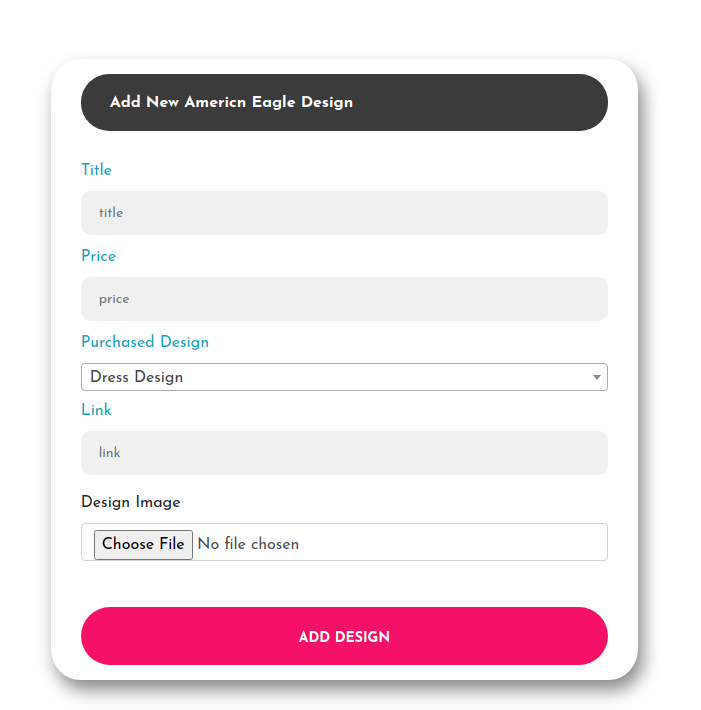 Add New Americn Eagle Design
Title
title
Price
price
Purchased Design
Dress Design
Link
link
Design Image
Choose File No file chosen
ADD DESIGN